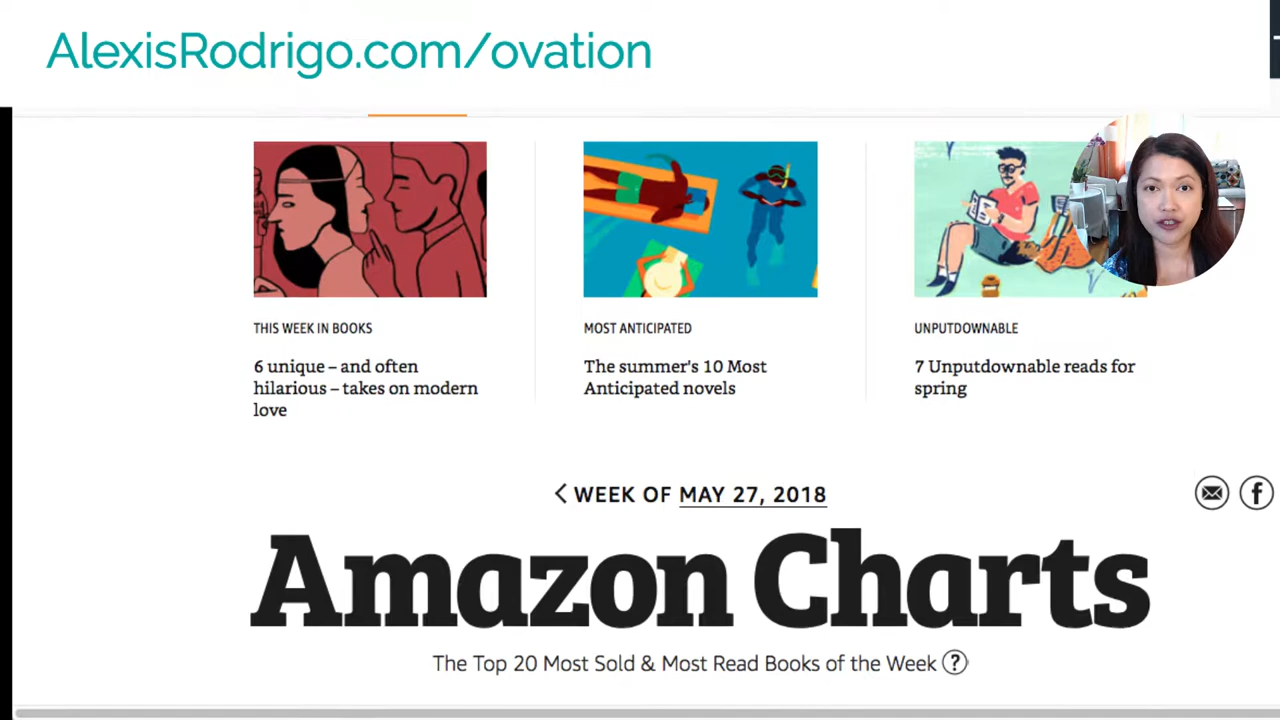 AlexisRodrigo.com/ovation
THIS WEEK IN BOOKS
6 unique – and often
hilarious – takes on modern
love
MOST ANTICIPATED
The summer's 10 Most
Anticipated novels
UNPUTDOWNABLE
7 Unputdownable reads for
spring
< WEEK OF MAY 27, 2018
f
Amazon Charts
The Top 20 Most Sold & Most Read Books of the Week ?